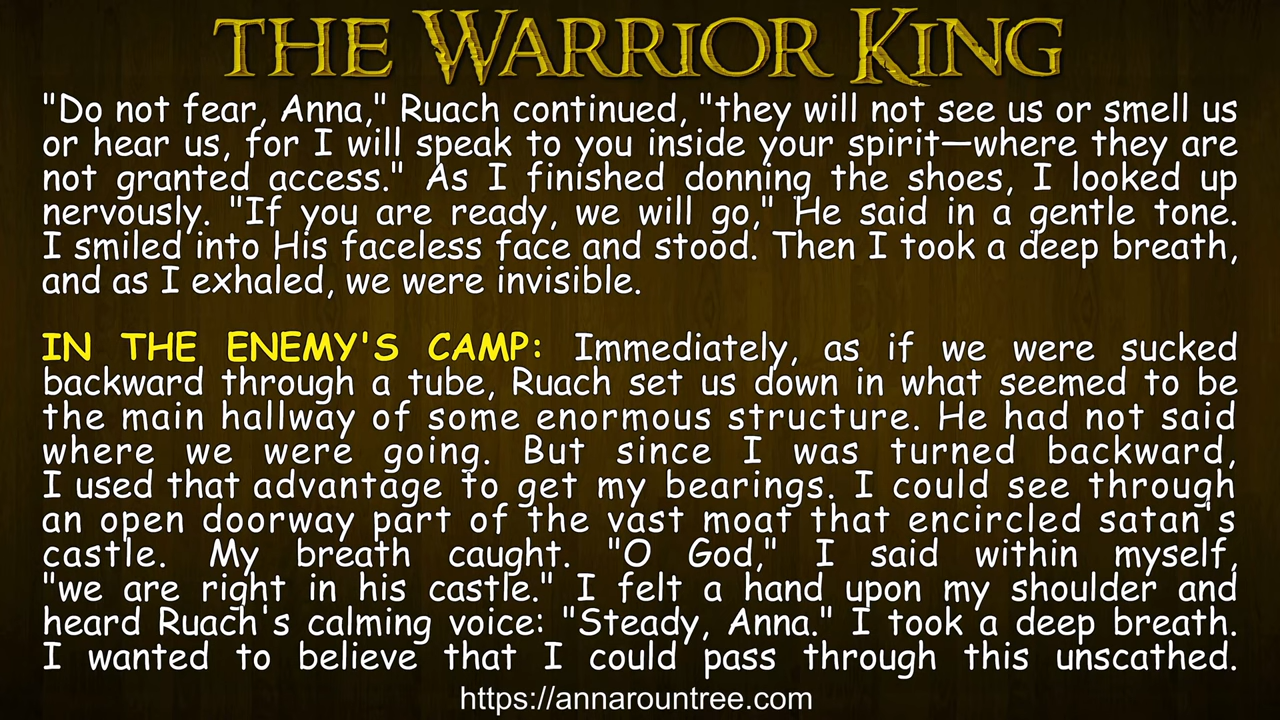 THE WARRIOR KING
"Do not fear, Anna," Ruach continued, "they will not see us or smell us
or hear us, for I will speak to you inside your spirit—where they are
not granted access." As I finished donning the shoes, I looked up
nervously. "If you are ready, we will go," He said in a gentle tone.
I smiled into His faceless face and stood. Then I took a deep breath,
and as I exhaled, we were invisible.
IN THE ENEMY'S CAMP: Immediately, as if we were sucked
backward through a tube, Ruach set us down in what seemed to be
the main hallway of some enormous structure. He had not said
where we were going. But since I was turned backward,
I used that advantage to get my bearings. I could see through
an open doorway part of the vast moat that encircled satan's
castle. My breath caught. "O God," I said within myself,
"we are right in his castle." I felt a hand upon my shoulder and
heard Ruach's calming voice: "Steady, Anna." I took a deep breath.
I wanted to believe that I could pass through this unscathed.
https://annarountree.com